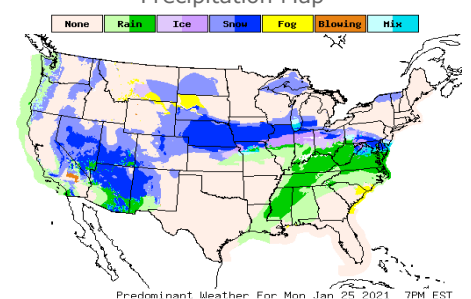 Precipitation Map
None Rain Ice Snow Fog Blowing Mix
Predominant Weather For Mon Jan 25 2021 7PM EST